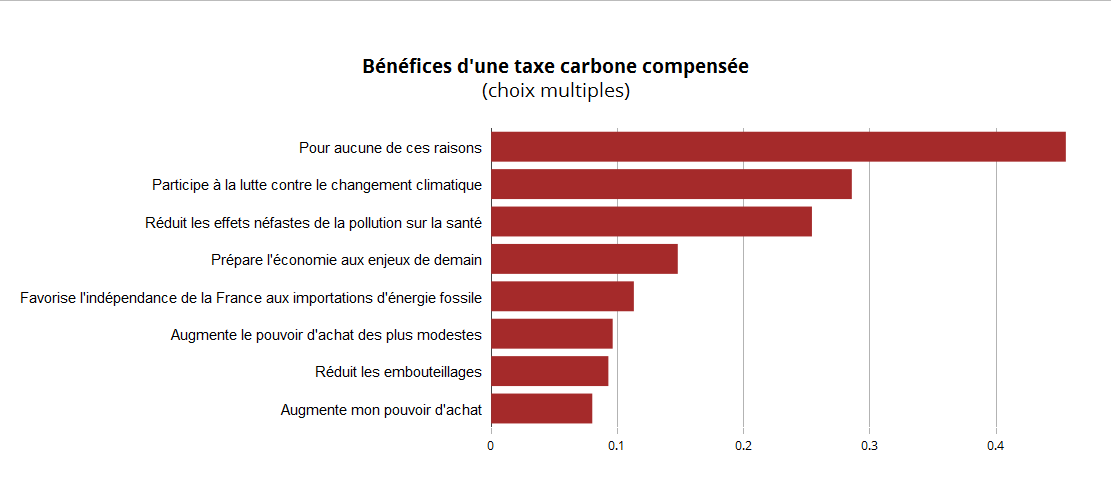 Bénéfices d'une taxe carbone compensée
(choix multiples)
Pour aucune de ces raisons
Participe à la lutte contre le changement climatique
Réduit les effets néfastes de la pollution sur la santé
Prépare l'économie aux enjeux de demain
Favorise l'indépendance de la France aux importations d'énergie fossile
Augmente le pouvoir d'achat des plus modestes
Réduit les embouteillages
Augmente mon pouvoir d'achat
0 0.1 0.2 0.3 0.4